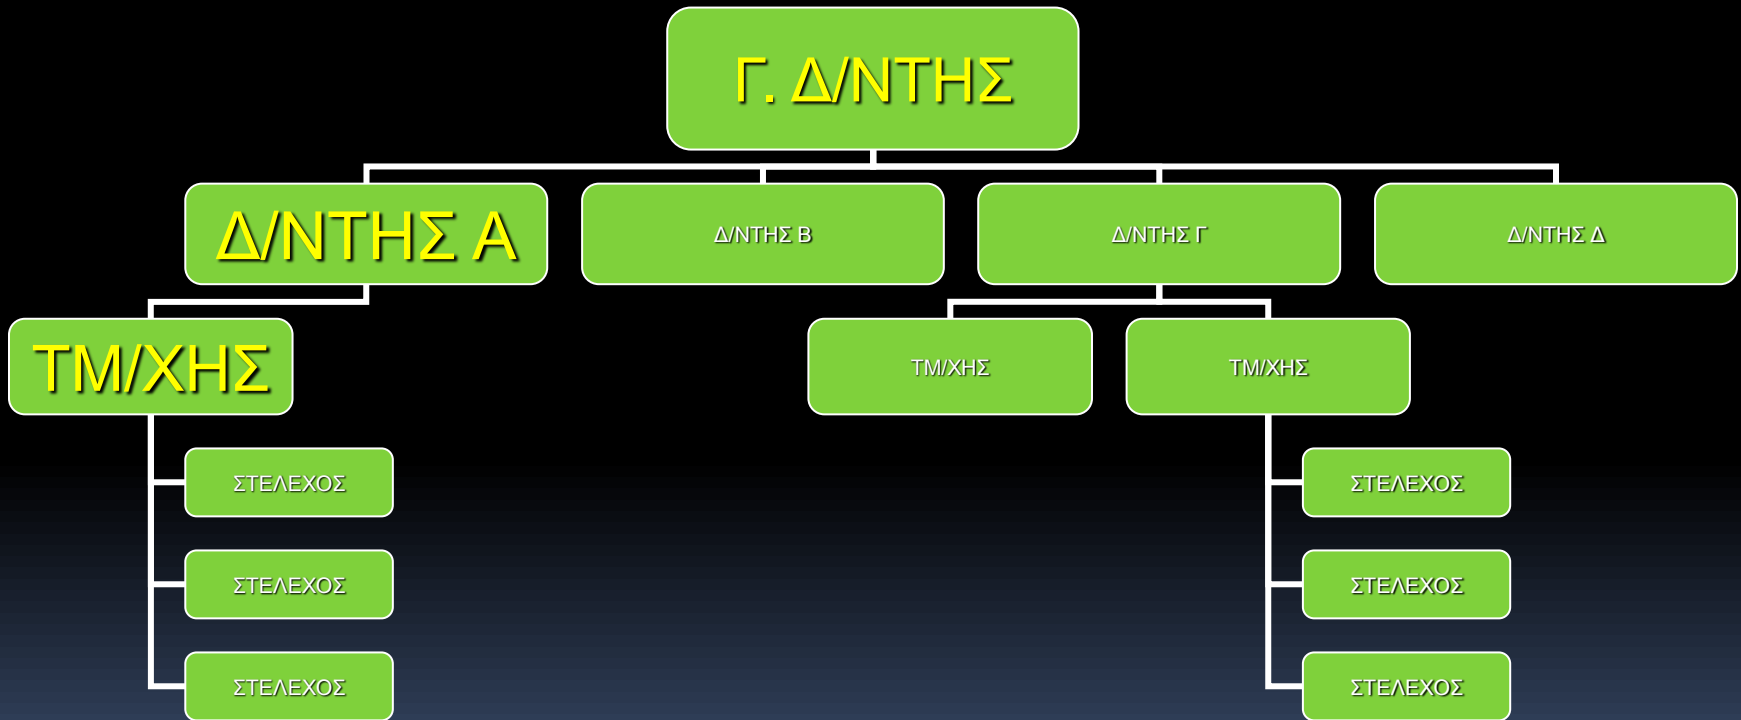 Γ. Δ/ΝΤΗΣ
Δ/ΝΤΗΣ Α
Δ/ΝΤΗΣ Β
Δ/ΝΤΗΣ Γ
Δ/ΝΤΗΣ Δ
ΤΜ/ΧΗΣ
ΤΜ/ΧΗΣ
ΤΜ/ΧΗΣ
ΣΤΕΛΕΧΟΣ
ΣΤΕΛΕΧΟΣ
ΣΤΕΛΕΧΟΣ
ΣΤΕΛΕΧΟΣ
ΣΤΕΛΕΧΟΣ
ΣΤΕΛΕΧΟΣ